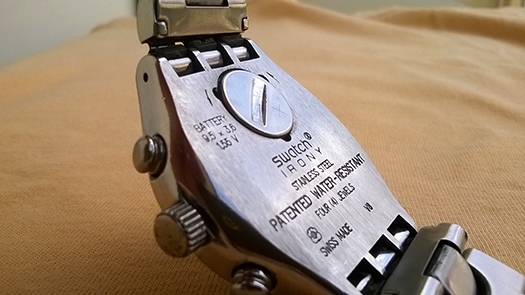 BATTERY
9,5 x 3,6
1,55 V
swatch®
IRONY
STAINLESS STEEL
PATENTED WATER-RESISTANT
FOUR (4) JEWELS
V8
SWISS MADE